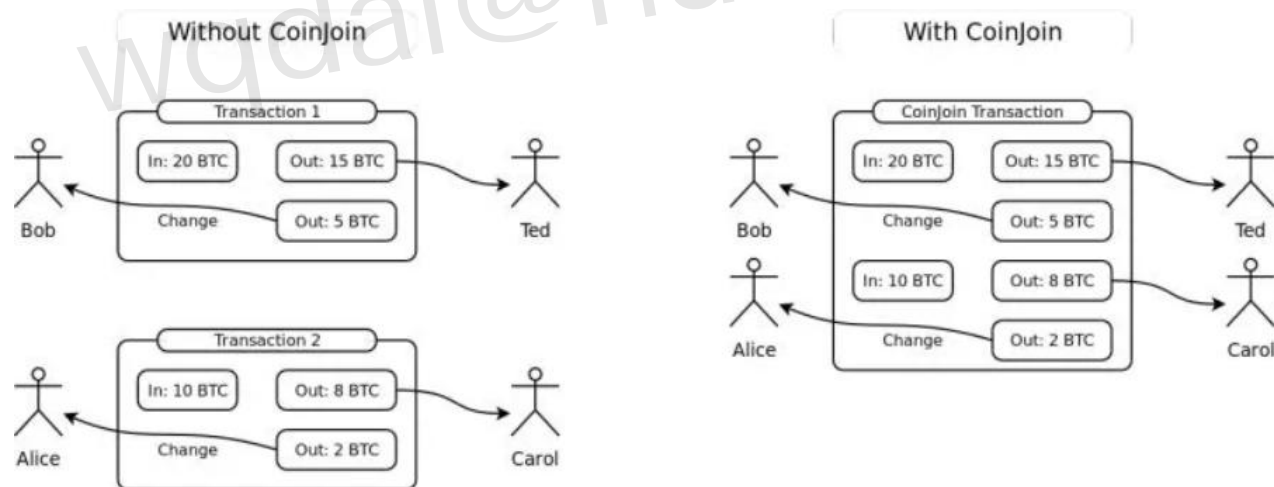 Without CoinJoin
Transaction 1
In: 20 BTC
Out: 15 BTC
Change
Out: 5 BTC
Bob
Ted
Transaction 2
In: 10 BTC
Out: 8 BTC
Change
Out: 2 BTC
Alice
Carol
With CoinJoin
CoinJoin Transaction
In: 20 BTC
Out: 15 BTC
Bob
Change
Out: 5 BTC
Ted
In: 10 BTC
Out: 8 BTC
Alice
Change
Out: 2 BTC
Carol